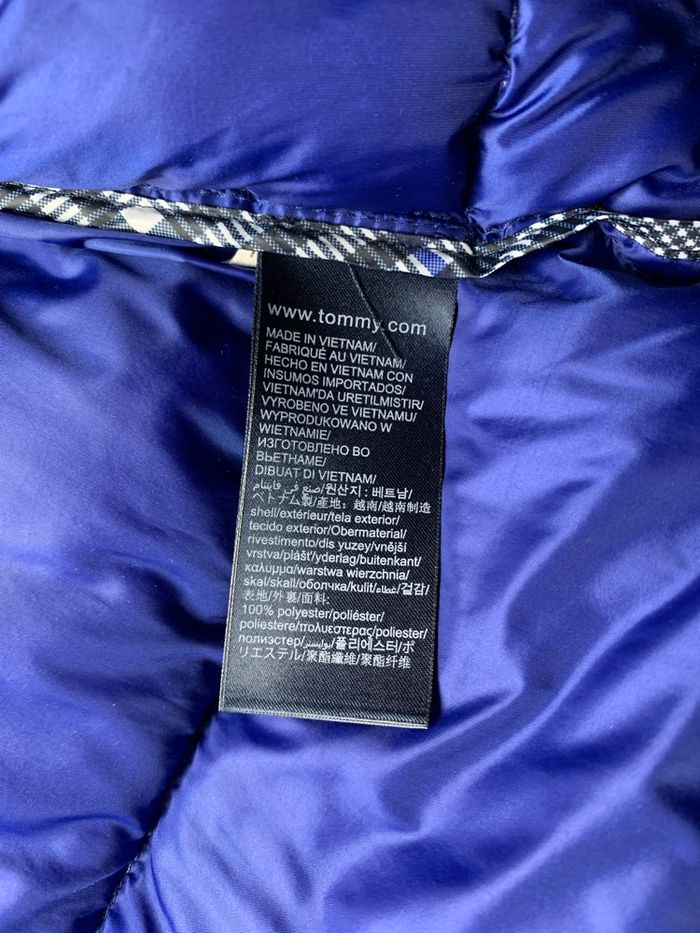 www.tommy.com
MADE IN VIETNAM/
FABRIQUÉ AU VIETNAM/
HECHO EN VIETNAM CON
INSUMOS IMPORTADOS/
VIETNAM'DA URETILMISTIR/
VYROBENO VE VIETNAMU/
WYPRODUKOWANO W
WIETNAMIE/
ИЗГОТОВЛЕНО ВО
ВЬЕТНАМЕ/
DIBUAT DI VIETNAM/
صنع في فايتنام/원산지 : 베트남/
ベトナム製/產地：越南/越南制造
shell/extérieur/tela exterior/
tecido exterior/Obermaterial/
rivestimento/dis yuzey/vnější
vrstva/plášť/yderlag/buitenkant/
καλυμμα/warstwa wierzchnia/
skal/skall/оболчка/kulit/غطاء/겉감/
表地/外裏/面料:
100% polyester/poliéster/
poliestere/πολυεστερας/poliester/
полиэстер/بوليستر/폴리에스터/ポ
リエステル/聚酯纖維/聚酯纤维